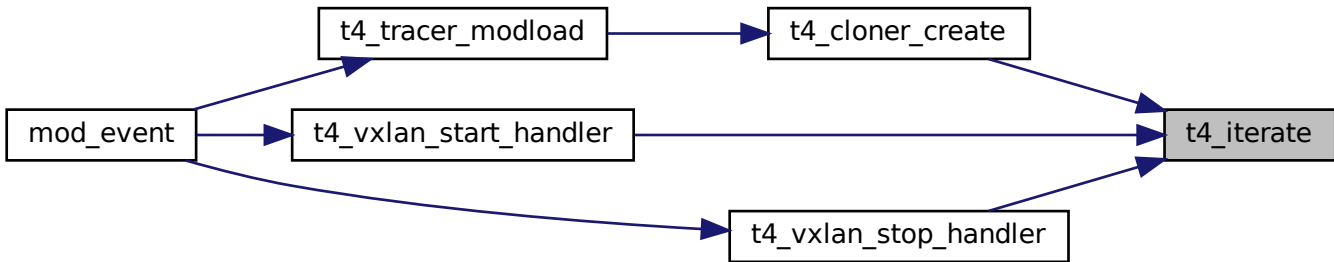 t4_tracer_modload
t4_cloner_create
mod_event
t4_vxlan_start_handler
t4_iterate
t4_vxlan_stop_handler